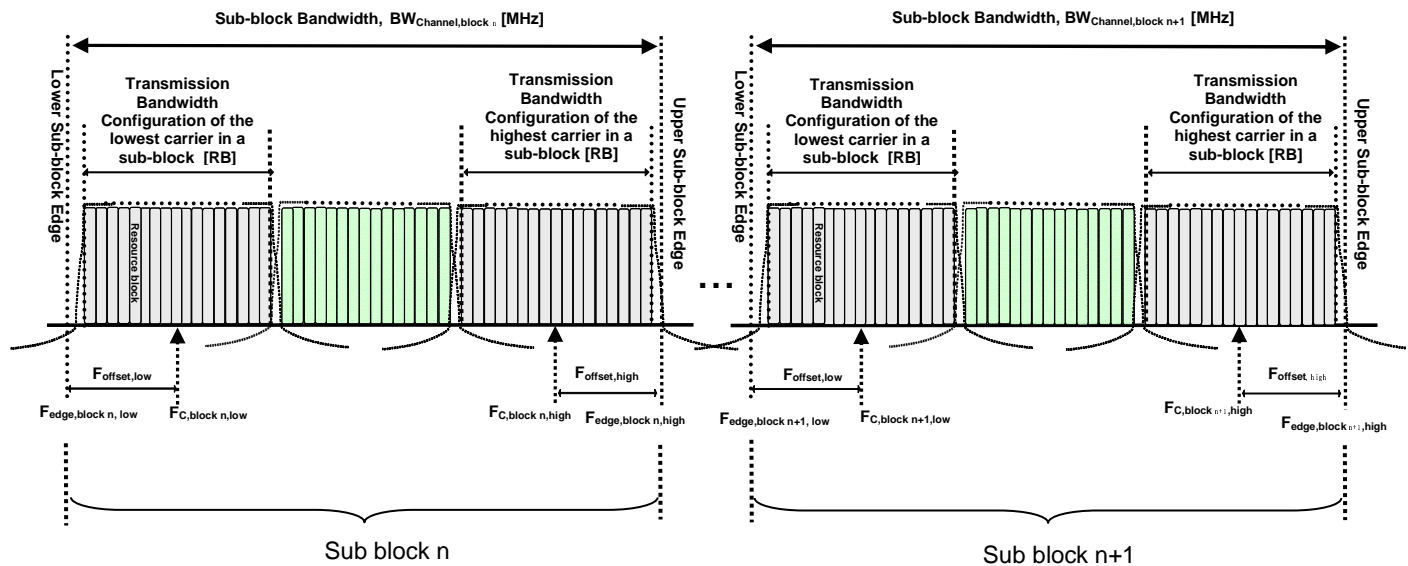 Sub-block Bandwidth, BWChannel,block n [MHz]
Lower Sub-block Edge
Transmission
Bandwidth
Configuration of the
lowest carrier in a
sub-block [RB]
Transmission
Bandwidth
Configuration of the
highest carrier in a
sub-block [RB]
Upper Sub-block Edge
Resource block
Foffset,low
Foffset,high
Fedge,block n, low
FC,block n,low
FC,block n,high
Fedge,block n,high
Sub block n
...
Sub-block Bandwidth, BWChannel,block n+1 [MHz]
Lower Sub-block Edge
Transmission
Bandwidth
Configuration of the
lowest carrier in a
sub-block [RB]
Transmission
Bandwidth
Configuration of the
highest carrier in a
sub-block [RB]
Upper Sub-block Edge
Resource block
Foffset,low
Foffset, high
Fedge,block n+1, low
FC,block n+1,low
FC,block n+1,high
Fedge,block n+1,high
Sub block n+1